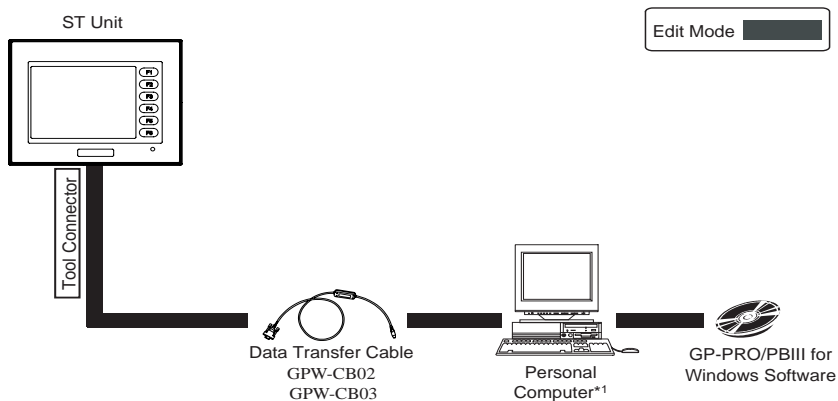 ST Unit
Edit Mode
F1
F2
F3
F4
F5
F6
Tool Connector
Data Transfer Cable
GPW-CB02
GPW-CB03
Personal
Computer*1
GP-PRO/PBIII for
Windows Software